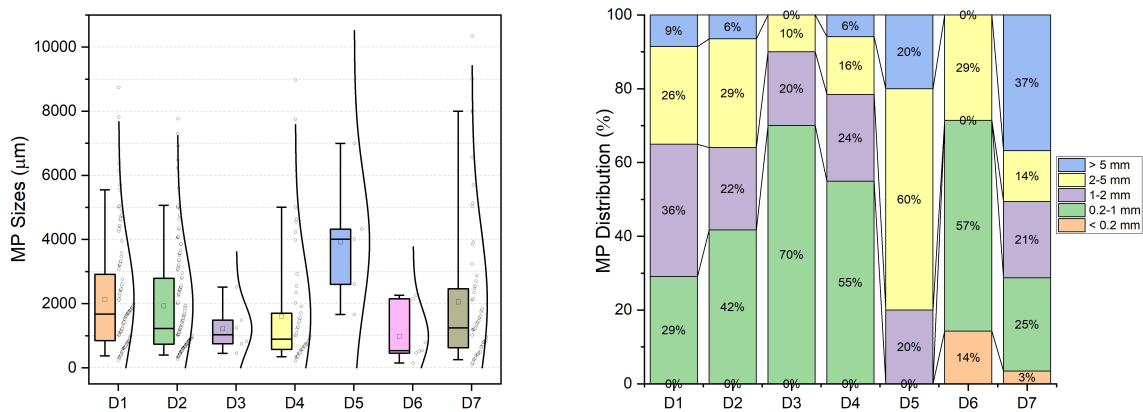 MP Sizes (μm)
10000
8000
6000
4000
2000
0
D1 D2 D3 D4 D5 D6 D7
MP Distribution (%)
100
80
60
40
20
0
9% 26% 36% 29% 0%
6% 29% 22% 42% 0%
0% 10% 20% 70% 0%
6% 16% 24% 55% 0%
20% 60% 20% 0%
0% 29% 0% 57% 14%
37% 14% 21% 25% 3%
D1 D2 D3 D4 D5 D6 D7
> 5 mm
2-5 mm
1-2 mm
0.2-1 mm
< 0.2 mm